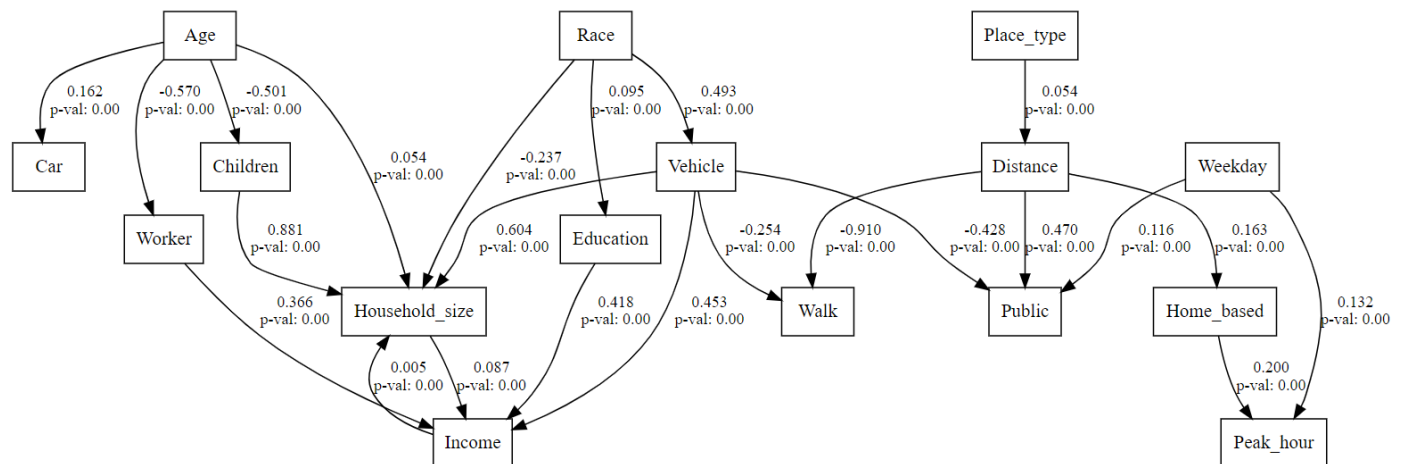 Age
Race
Place_type
0.162
p-val: 0.00
-0.570
p-val: 0.00
-0.501
p-val: 0.00
0.095
p-val: 0.00
0.493
p-val: 0.00
0.054
p-val: 0.00
Car
Children
0.054
p-val: 0.00
-0.237
p-val: 0.00
Vehicle
Distance
Weekday
Worker
0.881
p-val: 0.00
0.604
p-val: 0.00
Education
-0.254
p-val: 0.00
-0.910
p-val: 0.00
-0.428
p-val: 0.00
0.470
p-val: 0.00
0.116
p-val: 0.00
0.163
p-val: 0.00
0.366
p-val: 0.00
Household_size
0.418
p-val: 0.00
0.453
p-val: 0.00
Walk
Public
Home_based
0.132
p-val: 0.00
0.005
p-val: 0.00
0.087
p-val: 0.00
0.200
p-val: 0.00
Income
Peak_hour